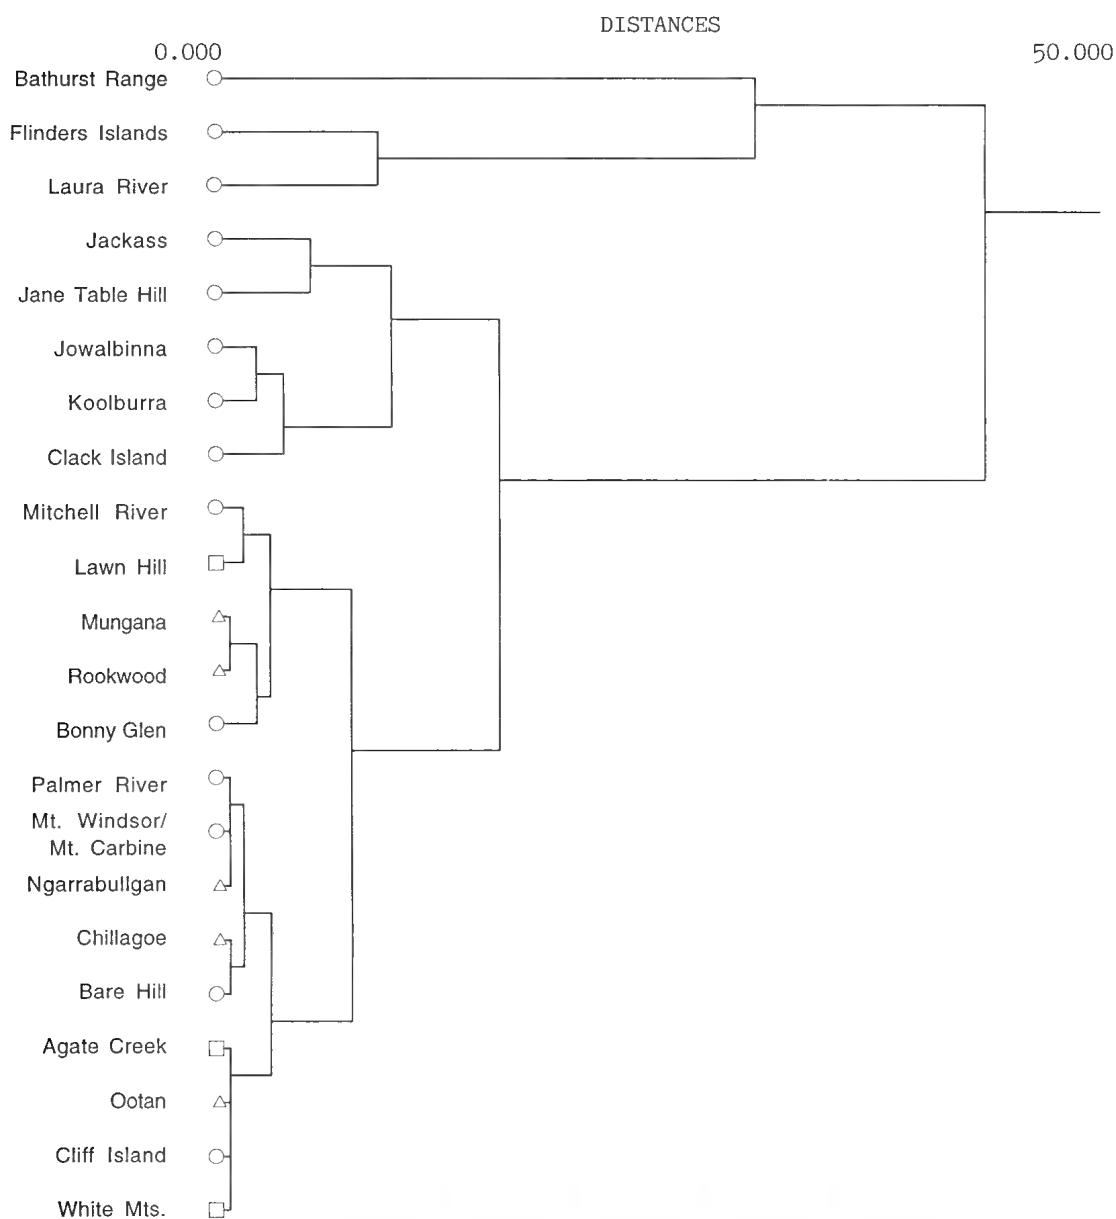 DISTANCES
0.000 50.000
Bathurst Range
Flinders Islands
Laura River
Jackass
Jane Table Hill
Jowalbinna
Koolburra
Clack Island
Mitchell River
Lawn Hill
Mungana
Rookwood
Bonny Glen
Palmer River
Mt. Windsor/
Mt. Carbine
Ngarrabullgan
Chillagoe
Bare Hill
Agate Creek
Ootan
Cliff Island
White Mts.